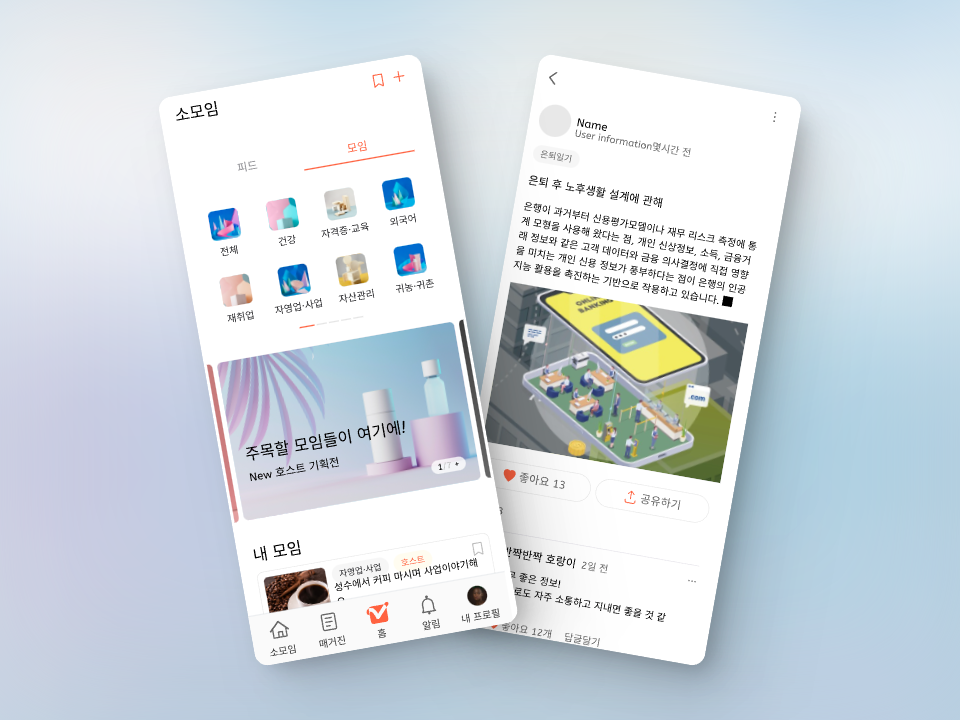 소모임
피드
모임
전체
건강
자격증·교육
외국어
재취업
자영업·사업
자산관리
귀농·귀촌
주목할 모임들이 여기에!
New 호스트 기획전
1/7 +
내 모임
자영업·사업
호스트
성수에서 커피 마시며 사업이야기해
소모임
매거진
홈
알림
내 프로필
Name
User information몇시간 전
은퇴일기
은퇴 후 노후생활 설계에 관해
은행이 과거부터 신용평가모뎀이나 재무 리스크 측정에 통
계 모형을 사용해 왔다는 점, 개인 신상정보, 소득, 금융거
래 정보와 같은 고객 데이터와 금융 의사결정에 직접 영향
을 미치는 개인 신용 정보가 풍부하다는 점이 은행의 인공
지능 활용을 촉진하는 기반으로 작용하고 있습니다.
ONLINE
BANKING
.com
좋아요 13
공유하기
3
반짝반짝 호랑이 2일 전
고 좋은 정보!
로도 자주 소통하고 지내면 좋을 것 같
좋아요 12개
답글달기